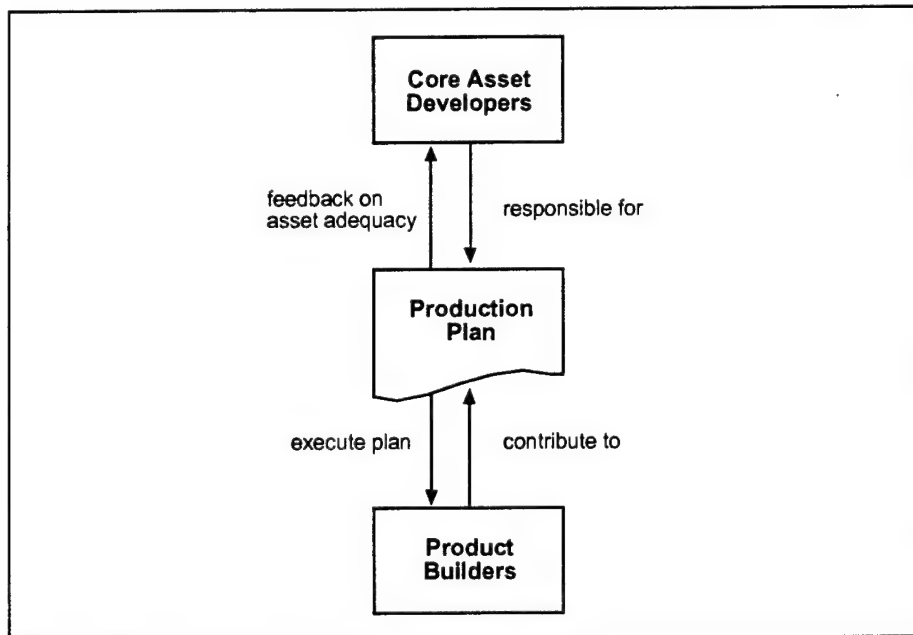 Core Asset
Developers
feedback on
asset adequacy
responsible for
Production
Plan
execute plan
contribute to
Product
Builders